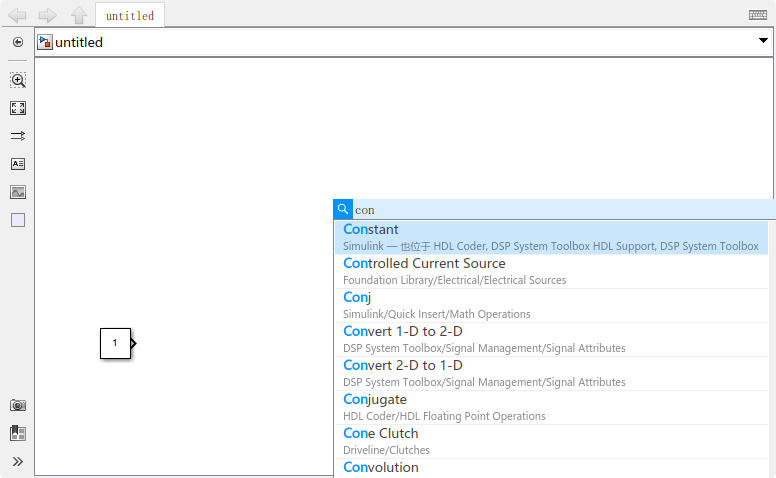 untitled
untitled
con
Constant
Simulink — 也位于 HDL Coder, DSP System Toolbox HDL Support, DSP System Toolbox
Controlled Current Source
Foundation Library/Electrical/Electrical Sources
Conj
Simulink/Quick Insert/Math Operations
Convert 1-D to 2-D
DSP System Toolbox/Signal Management/Signal Attributes
1
Convert 2-D to 1-D
DSP System Toolbox/Signal Management/Signal Attributes
Conjugate
HDL Coder/HDL Floating Point Operations
Cone Clutch
Driveline/Clutches
Convolution